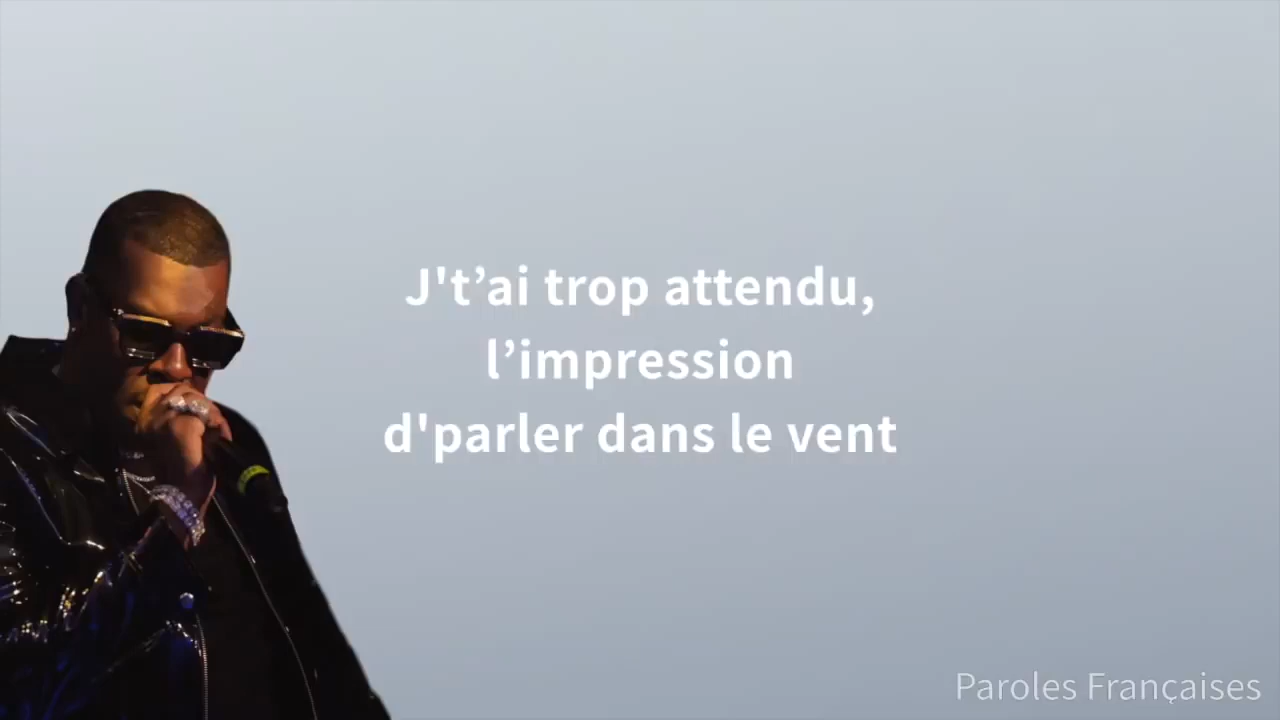 J't’ai trop attendu,
l’impression
d'parler dans le vent
Paroles Françaises